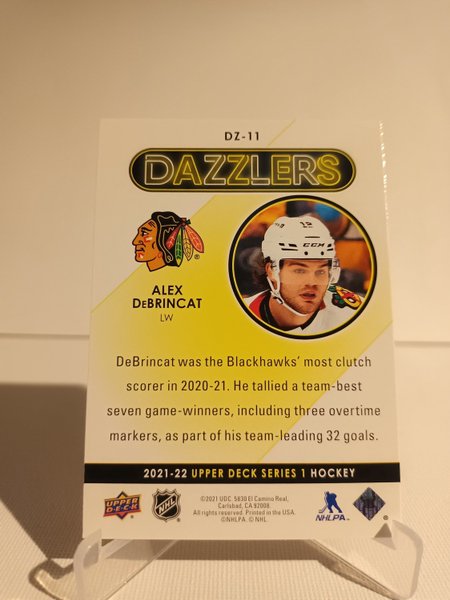 DZ-11
DAZZLERS
ALEX
DEBRINCAT
LW
DeBrincat was the Blackhawks' most clutch
scorer in 2020-21. He tallied a team-best
seven game-winners, including three overtime
markers, as part of his team-leading 32 goals.
2021-22 UPPER DECK SERIES 1 HOCKEY
UPPER DECK
NHL
©2021 UDC. 5830 El Camino Real,
Carlsbad, CA 92008.
All rights reserved. Printed in the USA.
©NHLPA. © NHL.
NHLPA
CCM
12